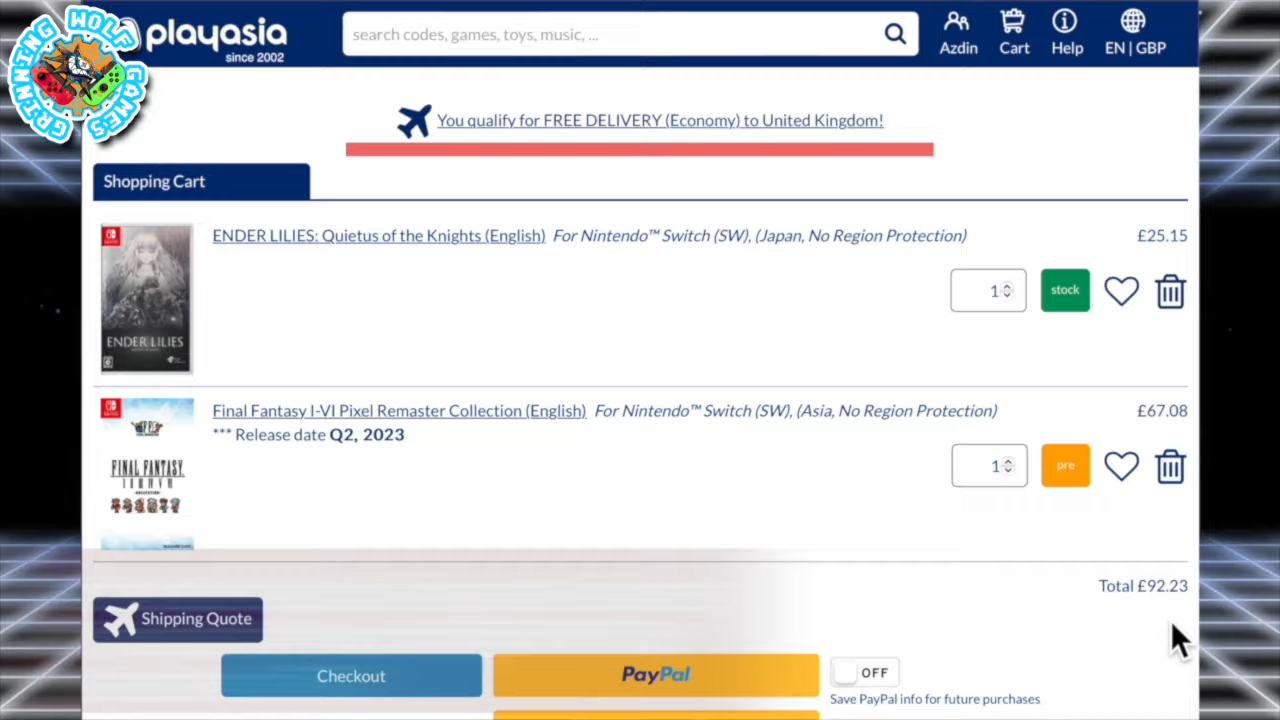 GRINNING WOLF GAMES
playasia
since 2002
search codes, games, toys, music, ...
Azdin
Cart
Help
EN | GBP
You qualify for FREE DELIVERY (Economy) to United Kingdom!
Shopping Cart
ENDER LILIES: Quietus of the Knights (English) For Nintendo™ Switch (SW), (Japan, No Region Protection) £25.15
1 stock
ENDER LILIES
Final Fantasy I-VI Pixel Remaster Collection (English) For Nintendo™ Switch (SW), (Asia, No Region Protection) £67.08
*** Release date Q2, 2023
1 pre
FINAL FANTASY
Total £92.23
Shipping Quote
Checkout
PayPal
OFF
Save PayPal info for future purchases